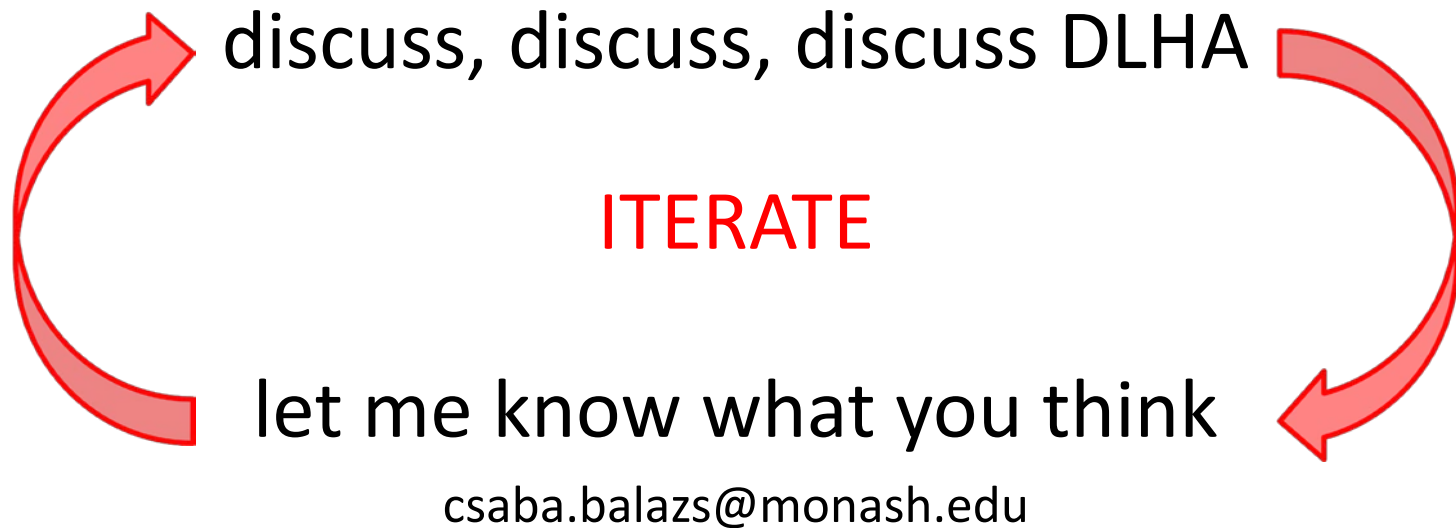 discuss, discuss, discuss DLHA
ITERATE
let me know what you think
csaba.balazs@monash.edu